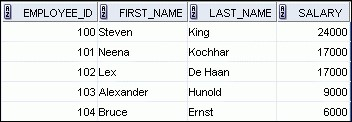 EMPLOYEE_ID FIRST_NAME LAST_NAME SALARY
100 Steven King 24000
101 Neena Kochhar 17000
102 Lex De Haan 17000
103 Alexander Hunold 9000
104 Bruce Ernst 6000